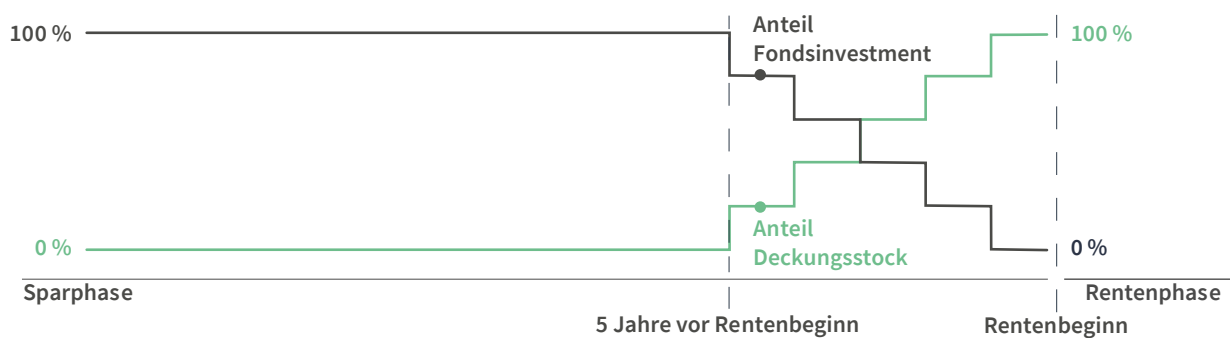 100 %
Anteil
Fondsinvestment
100 %
0 %
Anteil
Deckungsstock
0 %
Sparphase
Rentenphase
5 Jahre vor Rentenbeginn
Rentenbeginn